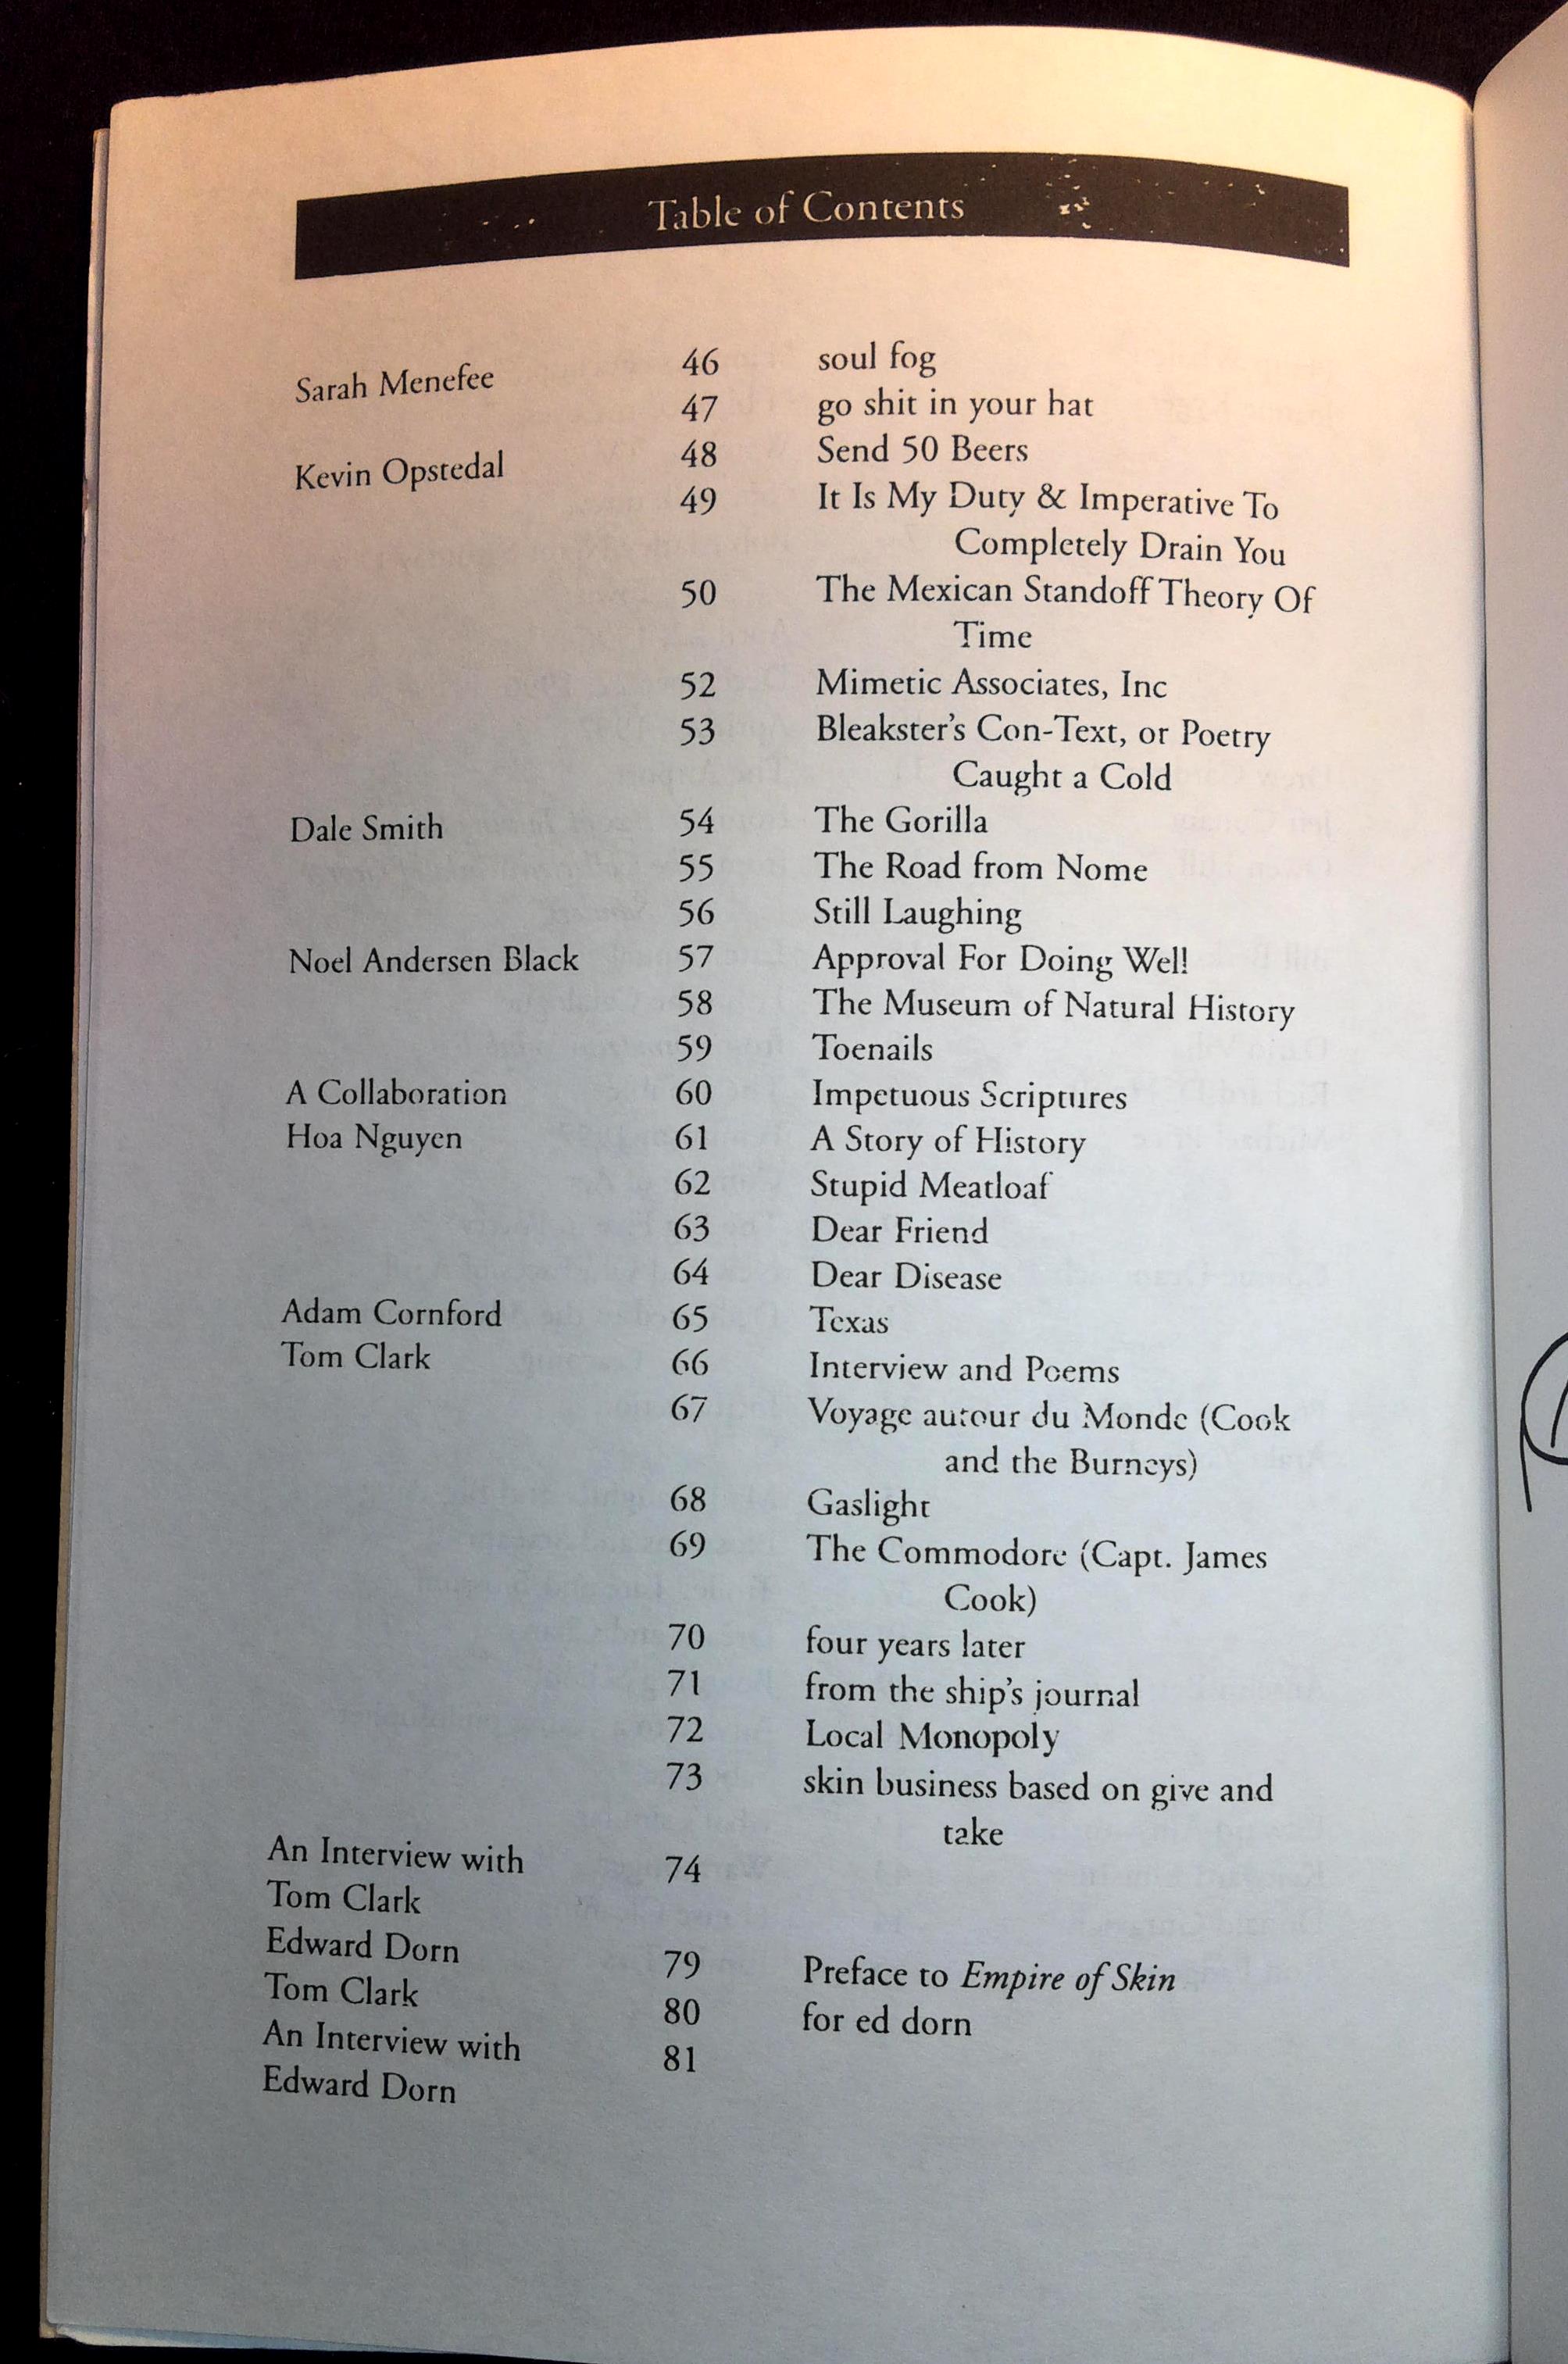 Table of Contents
Sarah Menefee 46 soul fog
47 go shit in your hat
Kevin Opstedal 48 Send 50 Beers
49 It Is My Duty & Imperative To
Completely Drain You
50 The Mexican Standoff Theory Of
Time
52 Mimetic Associates, Inc
53 Bleakster's Con-Text, or Poetry
Caught a Cold
Dale Smith 54 The Gorilla
55 The Road from Nome
56 Still Laughing
Noel Andersen Black 57 Approval For Doing Well
58 The Museum of Natural History
59 Toenails
A Collaboration 60 Impetuous Scriptures
Hoa Nguyen 61 A Story of History
62 Stupid Meatloaf
63 Dear Friend
64 Dear Disease
Adam Cornford 65 Texas
Tom Clark 66 Interview and Poems
67 Voyage autour du Monde (Cook
and the Burneys)
68 Gaslight
69 The Commodore (Capt. James
Cook)
70 four years later
71 from the ship's journal
72 Local Monopoly
73 skin business based on give and
take
An Interview with 74
Tom Clark
Edward Dorn 79 Preface to Empire of Skin
Tom Clark 80 for ed dorn
An Interview with 81
Edward Dorn